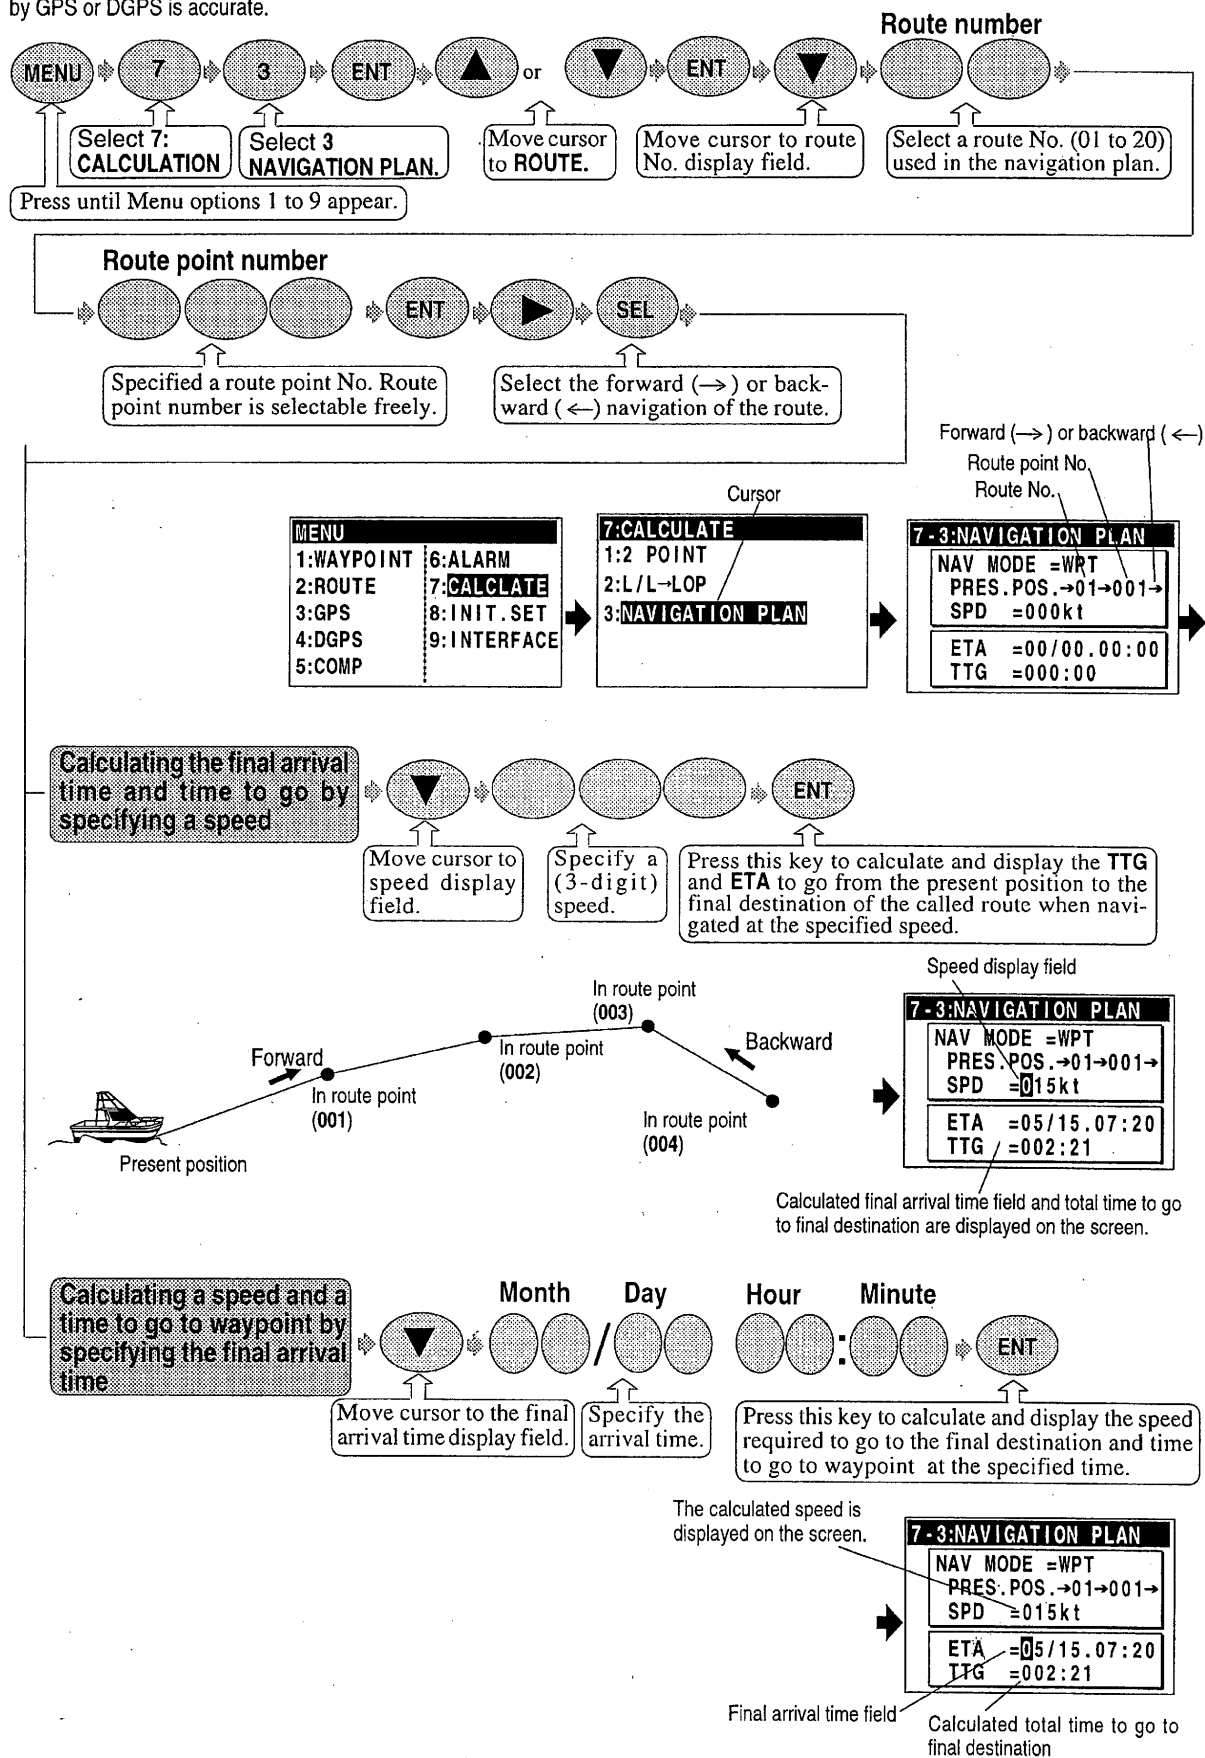 by GPS or DGPS is accurate.
Route number
MENU 7 3 ENT ▲ or ▼ ENT ▼
Select 7:
CALCULATION
Select 3
NAVIGATION PLAN.
Move cursor
to ROUTE.
Move cursor to route
No. display field.
Select a route No. (01 to 20)
used in the navigation plan.
Press until Menu options 1 to 9 appear.
Route point number
ENT ▶ SEL
Specified a route point No. Route
point number is selectable freely.
Select the forward (→) or back-
ward (←) navigation of the route.
Forward (→) or backward (←)
Route point No.
Route No.
Cursor
MENU
1:WAYPOINT 6:ALARM
2:ROUTE 7:CALCLATE
3:GPS 8:INIT.SET
4:DGPS 9:INTERFACE
5:COMP
7:CALCULATE
1:2 POINT
2:L/L→LOP
3:NAVIGATION PLAN
7-3:NAVIGATION PLAN
NAV MODE =WPT
PRES.POS.→01→001→
SPD =000kt
ETA =00/00.00:00
TTG =000:00
Calculating the final arrival
time and time to go by
specifying a speed
▼ ENT
Move cursor to
speed display
field.
Specify a
(3-digit)
speed.
Press this key to calculate and display the TTG
and ETA to go from the present position to the
final destination of the called route when navi-
gated at the specified speed.
Speed display field
In route point
(003)
Forward
In route point
(002)
Backward
In route point
(001)
In route point
(004)
Present position
7-3:NAVIGATION PLAN
NAV MODE =WPT
PRES.POS.→01→001→
SPD =015kt
ETA =05/15.07:20
TTG =002:21
Calculated final arrival time field and total time to go
to final destination are displayed on the screen.
Calculating a speed and a
time to go to waypoint by
specifying the final arrival
time
Month Day Hour Minute
▼ / : ENT
Move cursor to the final
arrival time display field.
Specify the
arrival time.
Press this key to calculate and display the speed
required to go to the final destination and time
to go to waypoint at the specified time.
The calculated speed is
displayed on the screen.
7-3:NAVIGATION PLAN
NAV MODE =WPT
PRES.POS.→01→001→
SPD =015kt
ETA =05/15.07:20
TTG =002:21
Final arrival time field
Calculated total time to go to
final destination